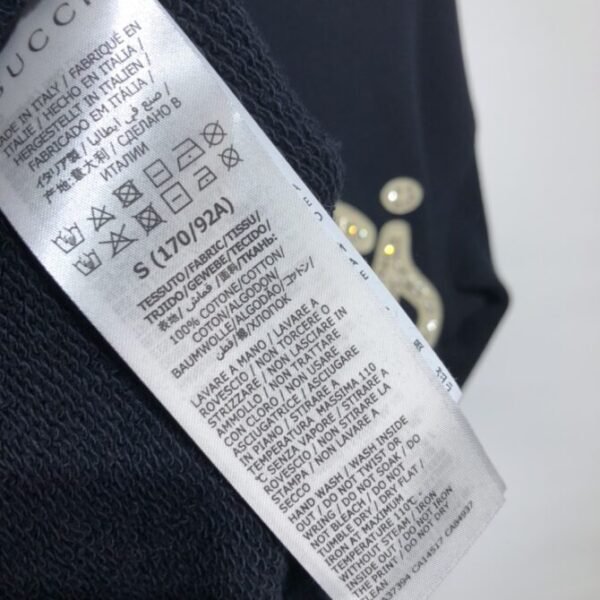 GUCCI
MADE IN ITALY / FABRIQUÉ EN
ITALIE / HECHO EN ITALIA /
HERGESTELLT IN ITALIEN /
FABRICADO EM ITÁLIA /
صنع في إيطاليا / СДЕЛАНО В
イタリア製 /
产地:意大利 /
ИТАЛИИ
S (170/92A)
TESSUTO/FABRIC/TISSU/
TEJIDO/GEWEBE/TECIDO/
表地/面料/قماش/ТКАНЬ:
100% COTONE/COTTON/
COTON/ALGODON/
BAUMWOLLE/ALGODÃO/コットン/
棉/قطن/ХЛОПОК
LAVARE A MANO / LAVARE A
ROVESCIO / NON TORCERE O
STRIZZARE / NON LASCIARE IN
AMMOLLO / NON TRATTARE
CON CLORO / NON USARE
ASCIUGATRICE / ASCIUGARE
IN PIANO / STIRARE A
TEMPERATURA MASSIMA 110
°C SENZA VAPORE / STIRARE A
ROVESCIO / NON STIRARE LA
STAMPA / NON LAVARE A
SECCO
HAND WASH / WASH INSIDE
OUT / DO NOT TWIST OR
WRING / DO NOT SOAK / DO
NOT BLEACH / DO NOT
TUMBLE DRY / DRY FLAT /
IRON AT MAXIMUM
TEMPERATURE 110°C
WITHOUT STEAM / IRON
INSIDE OUT / DO NOT IRON
THE PRINT / DO NOT DRY
CA14517 CA84937